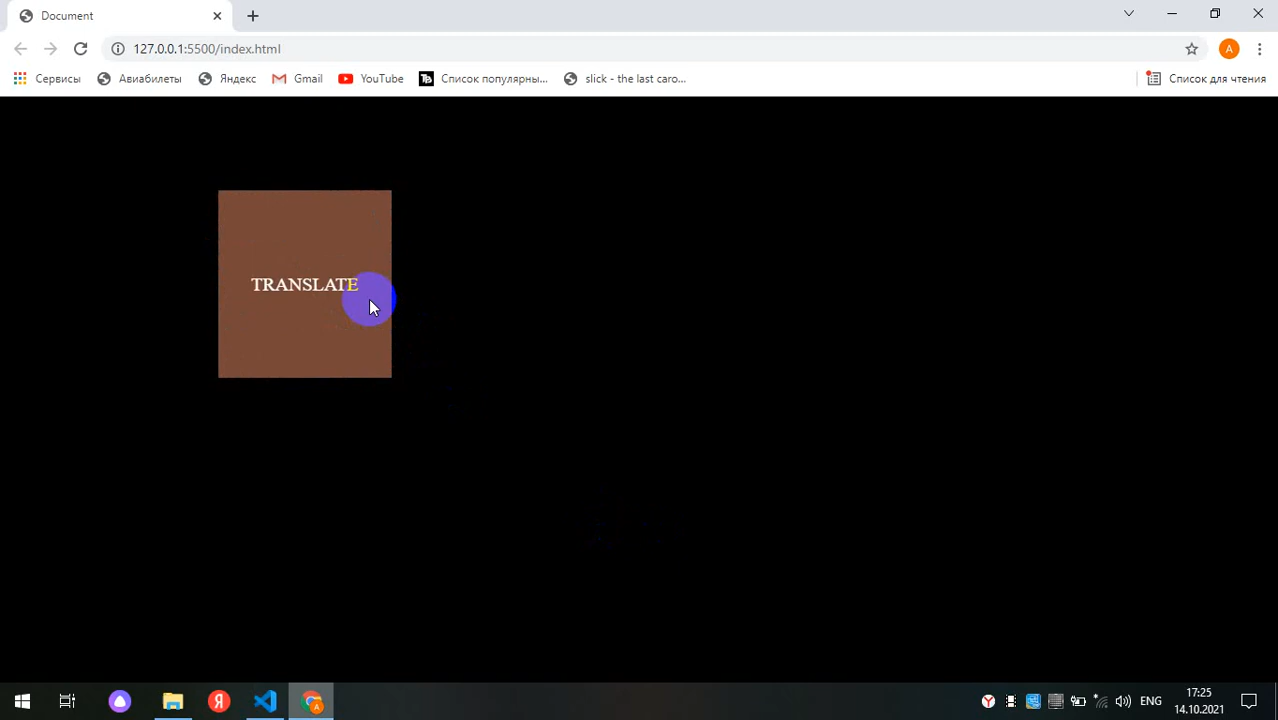 Document
127.0.0.1:5500/index.html
A
Сервисы
Авиабилеты
Яндекс
Gmail
YouTube
TB Список популярны...
slick - the last caro...
Список для чтения
TRANSLATE
Я
A
Y
ENG
17:25
14.10.2021